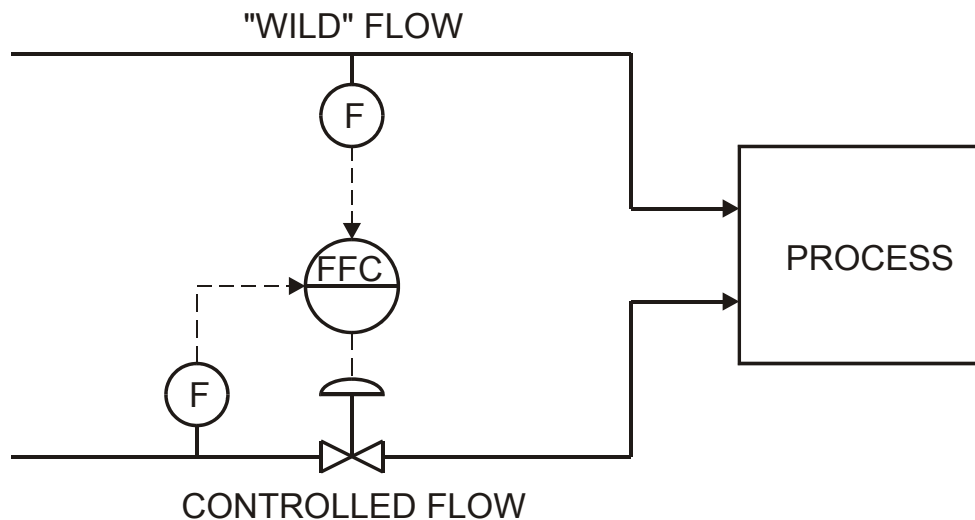 "WILD" FLOW
F
FFC
PROCESS
F
CONTROLLED FLOW